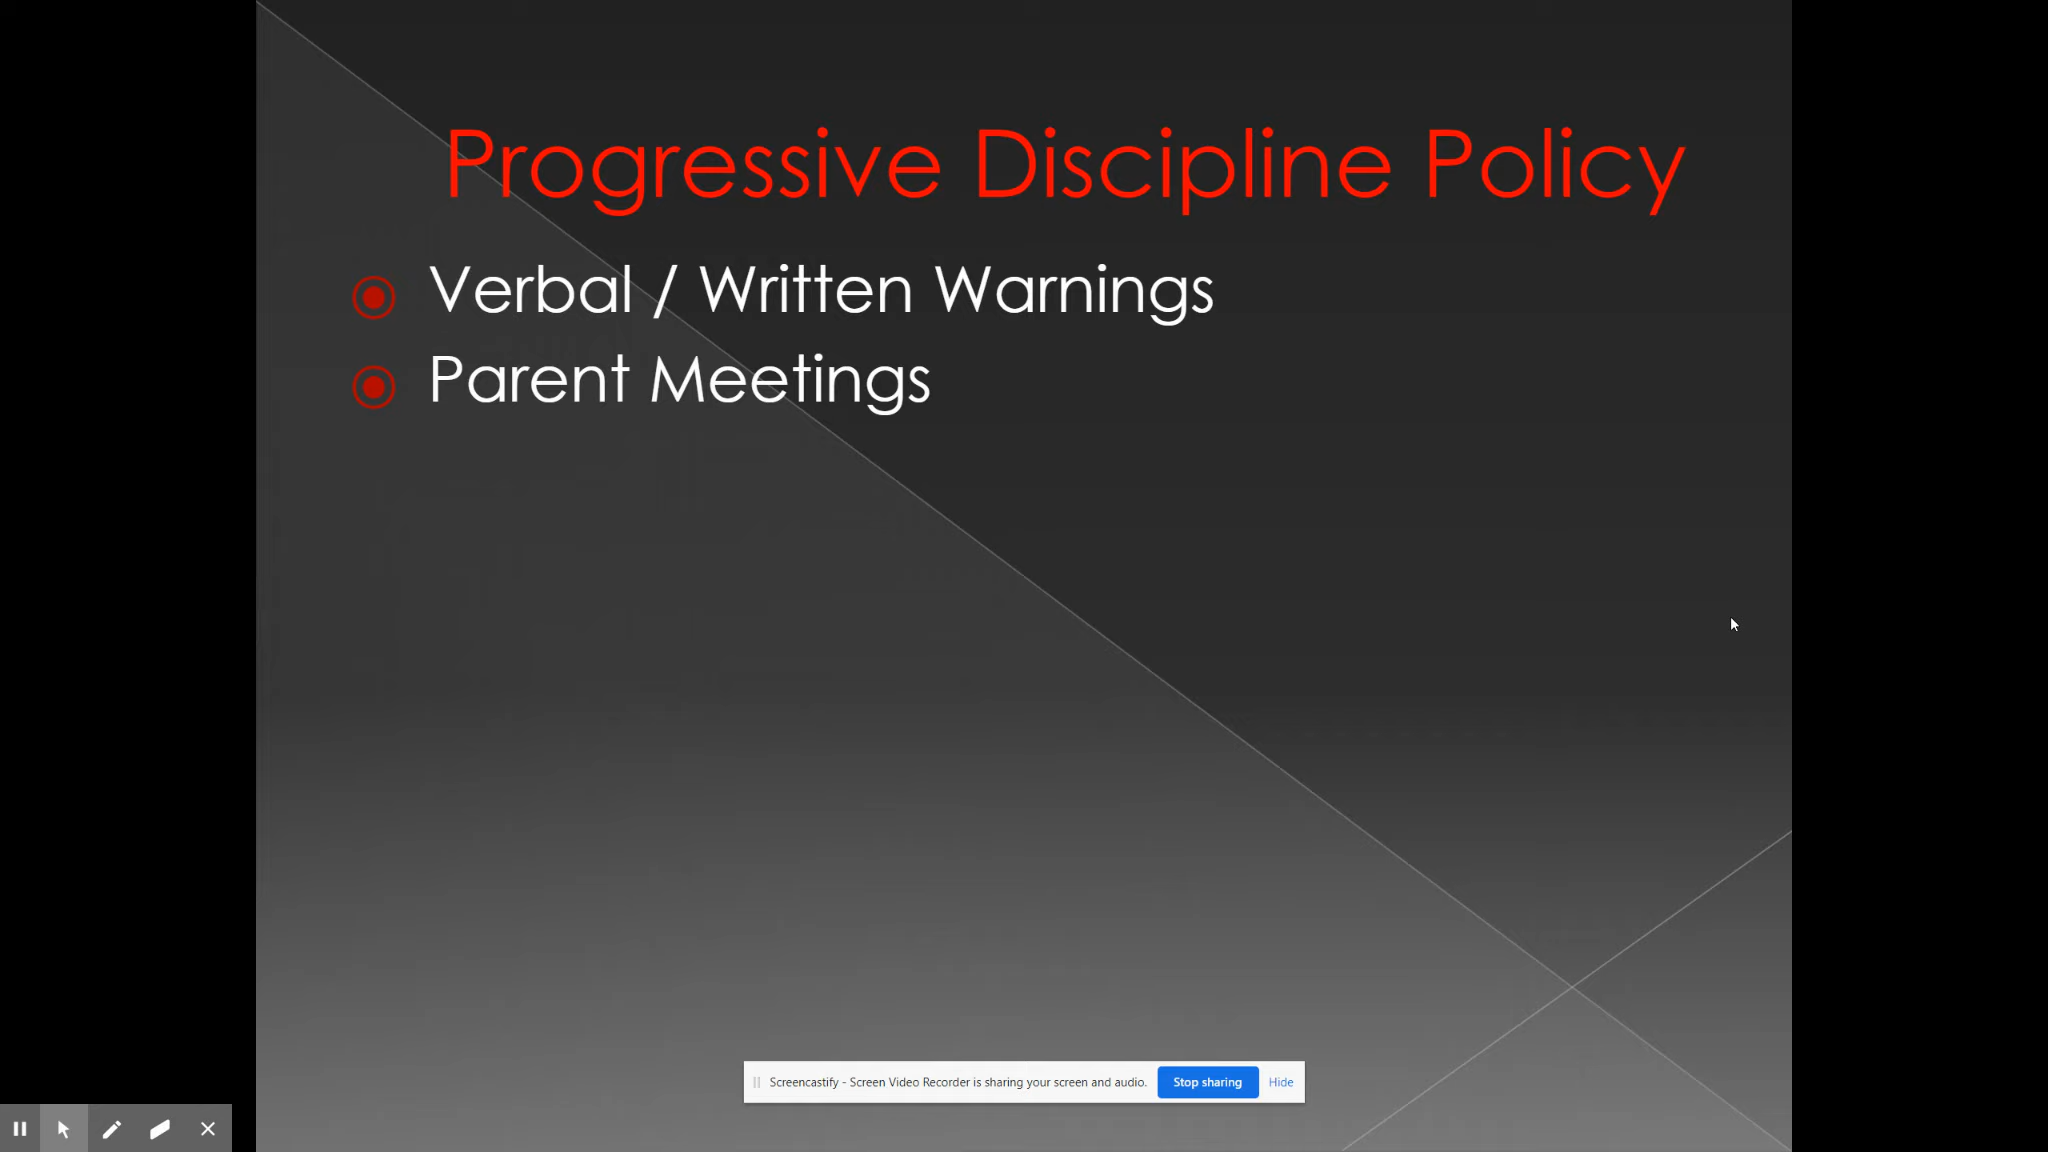 Progressive Discipline Policy
Verbal / Written Warnings
Parent Meetings
Screencastify - Screen Video Recorder is sharing your screen and audio. Stop sharing Hide